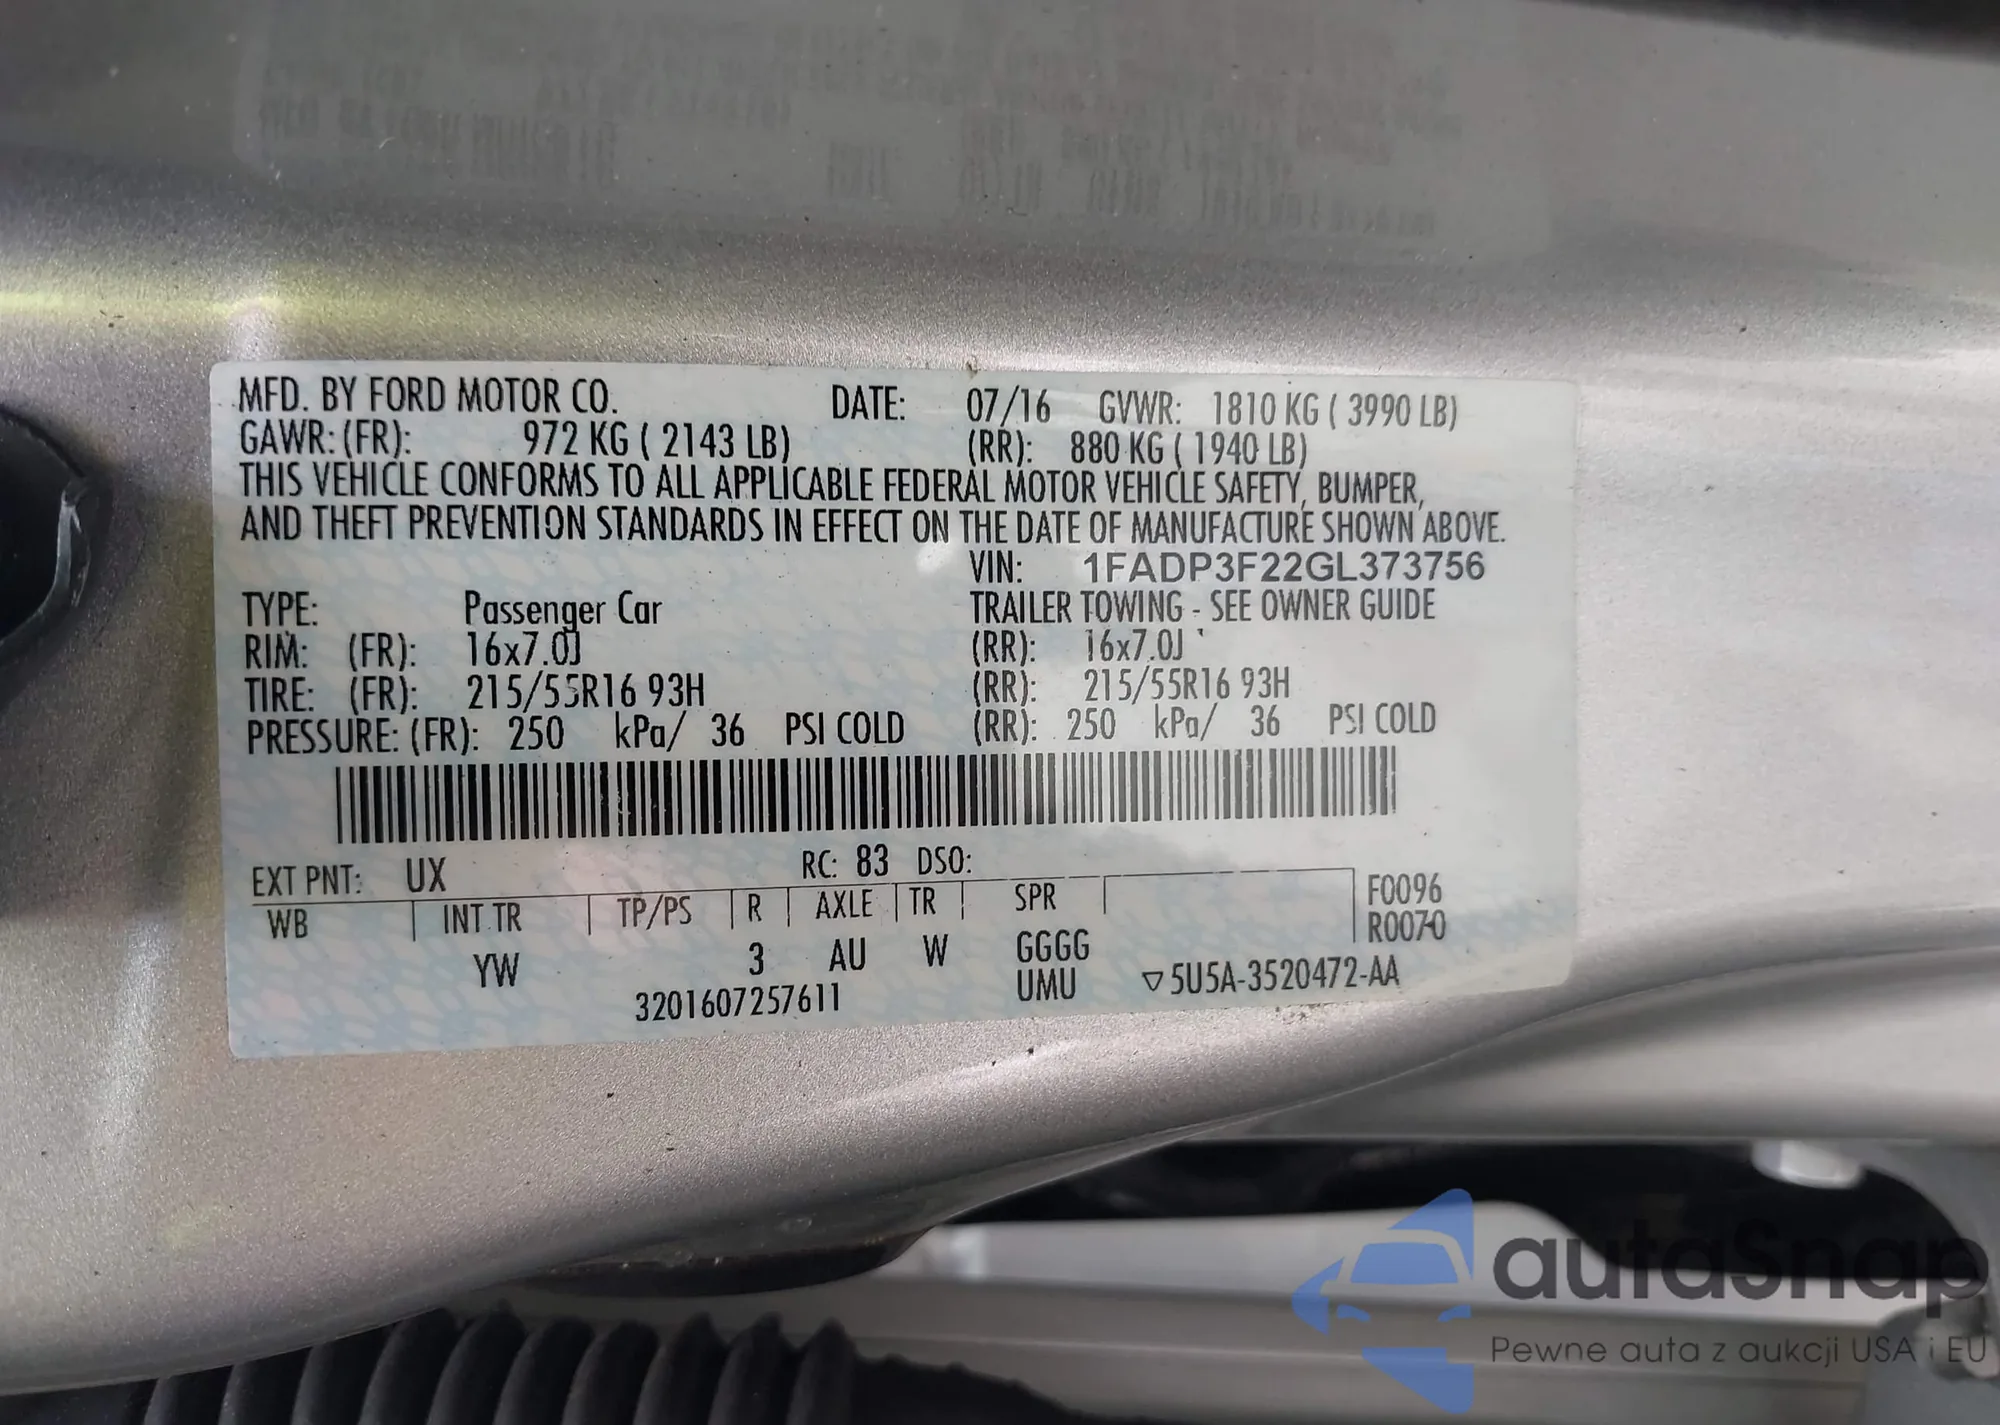 MFD. BY FORD MOTOR CO. DATE: 07/16 GVWR: 1810 KG ( 3990 LB)
GAWR: (FR): 972 KG ( 2143 LB) (RR): 880 KG ( 1940 LB)
THIS VEHICLE CONFORMS TO ALL APPLICABLE FEDERAL MOTOR VEHICLE SAFETY, BUMPER,
AND THEFT PREVENTION STANDARDS IN EFFECT ON THE DATE OF MANUFACTURE SHOWN ABOVE.
VIN: 1FADP3F22GL373756
TYPE: Passenger Car TRAILER TOWING - SEE OWNER GUIDE
RIM: (FR): 16x7.0J (RR): 16x7.0J
TIRE: (FR): 215/55R16 93H (RR): 215/55R16 93H
PRESSURE: (FR): 250 kPa/ 36 PSI COLD (RR): 250 kPa/ 36 PSI COLD
EXT PNT: UX RC: 83 DSO:
WB INT TR TP/PS R AXLE TR SPR F0096
R0070
YW 3 AU W GGGG
3201607257611 UMU ▽5U5A-3520472-AA
autaSnap
Pewne auta z aukcji USA i EU